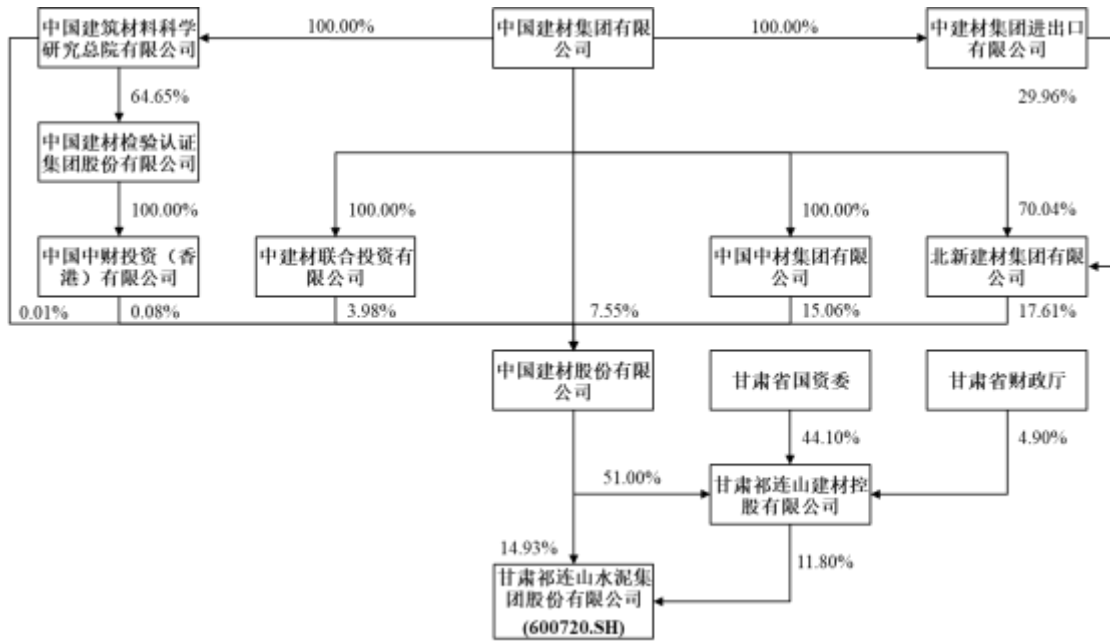 中国建筑材料科学
研究总院有限公司
100.00%
中国建材集团有限
公司
100.00%
中建材集团进出口
有限公司
64.65%
29.96%
中国建材检验认证
集团股份有限公司
100.00%
100.00%
100.00%
70.04%
中国中财投资（香
港）有限公司
中建材联合投资有
限公司
中国中材集团有限
公司
北新建材集团有限
公司
0.01%
0.08%
3.98%
7.55%
15.06%
17.61%
中国建材股份有限
公司
甘肃省国资委
甘肃省财政厅
44.10%
4.90%
51.00%
甘肃祁连山建材控
股有限公司
14.93%
11.80%
甘肃祁连山水泥集
团股份有限公司
(600720.SH)